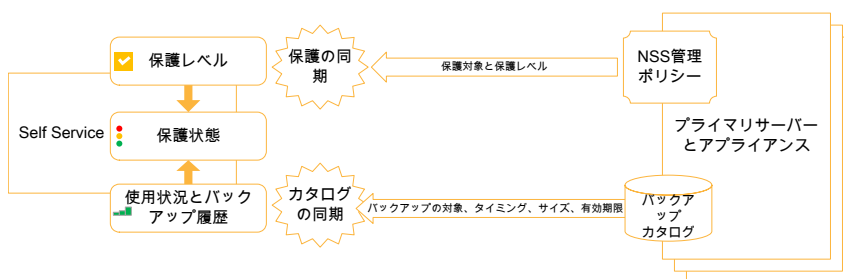 保護レベル
保護の同
期
保護対象と保護レベル
NSS管理
ポリシー
Self Service
保護状態
プライマリサーバー
とアプライアンス
使用状況とバック
アップ履歴
カタログ
の同期
バックアップの対象、タイミング、サイズ、有効期限
バックア
ップ
カタログ